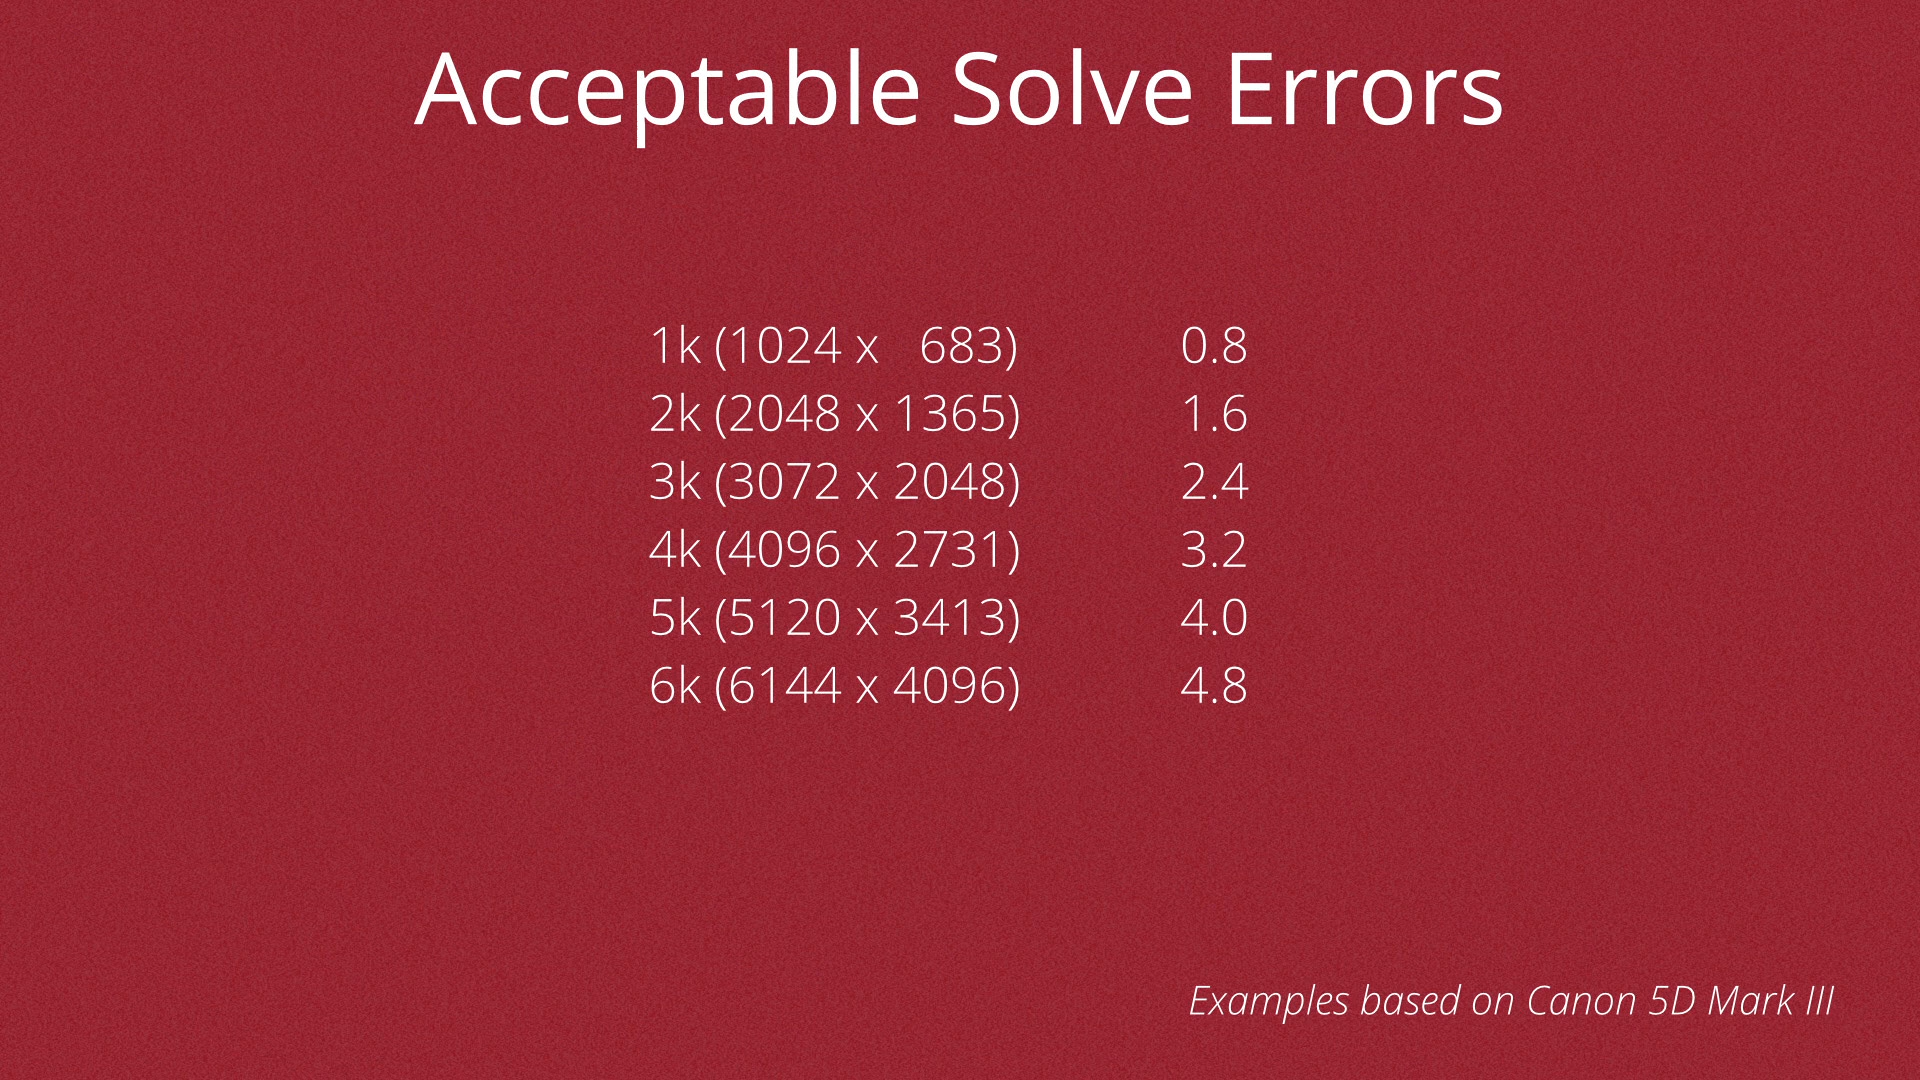 Acceptable Solve Errors
1k (1024 x 683) 0.8
2k (2048 x 1365) 1.6
3k (3072 x 2048) 2.4
4k (4096 x 2731) 3.2
5k (5120 x 3413) 4.0
6k (6144 x 4096) 4.8
Examples based on Canon 5D Mark III